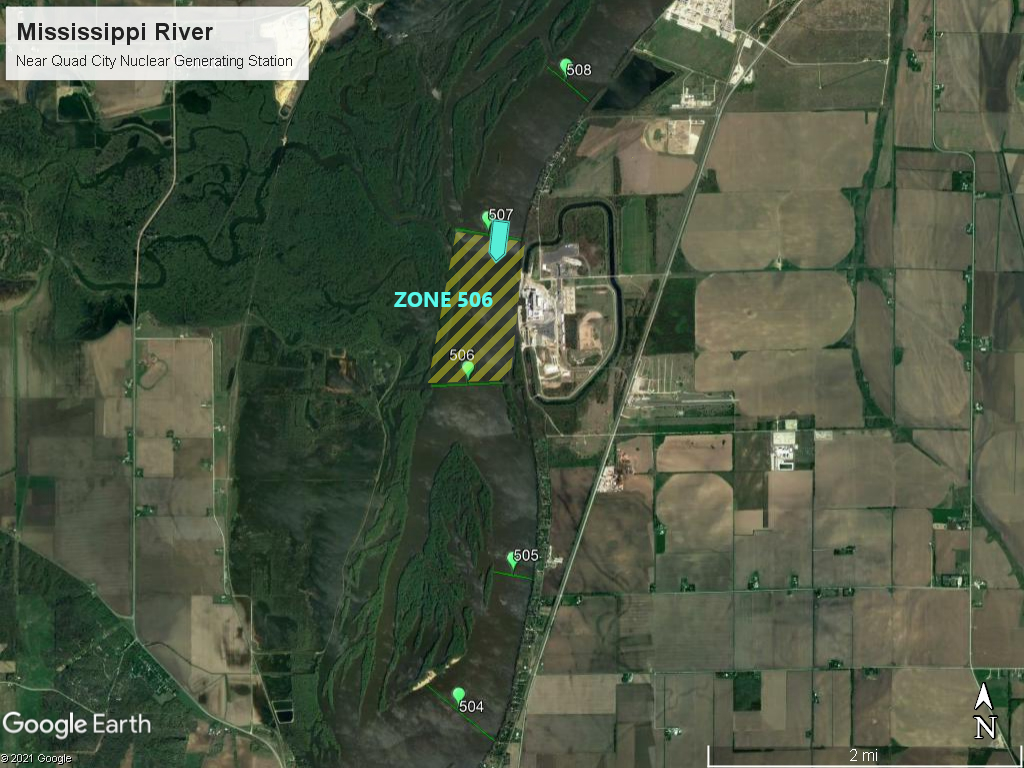 Mississippi River
Near Quad City Nuclear Generating Station
508
507
ZONE 506
506
505
504
N
Google Earth
2 mi
© 2021 Google